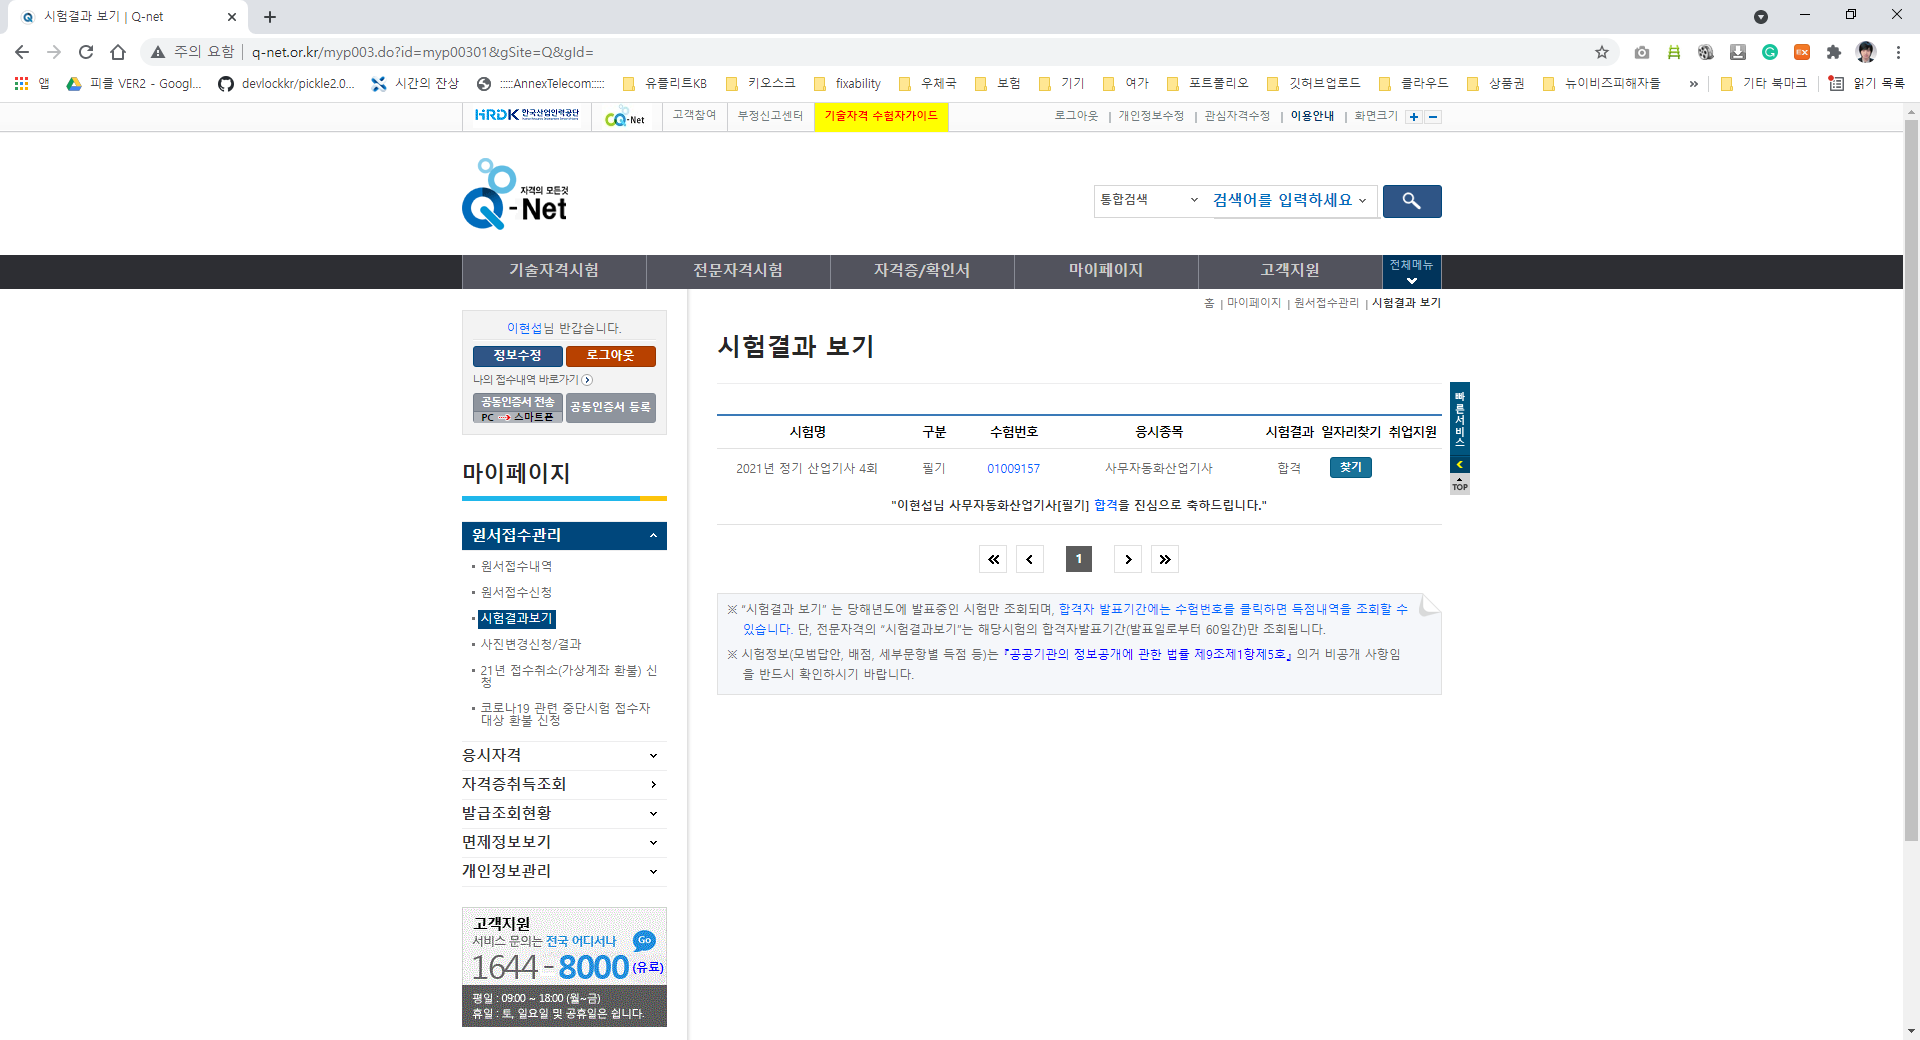 시험결과 보기 | Q-net
주의 요함 | q-net.or.kr/myp003.do?id=myp00301&gSite=Q&gId=
앱 피클 VER2 - Googl... devlockkr/pickle2.0... 시간의 잔상 :::::AnnexTelecom::::: 유플리트KB 키오스크 fixability 우체국 보험 기기 여가 포트폴리오 깃허브업로드 클라우드 상품권 뉴이비즈피해자들 » 기타 북마크 읽기 목록
HRDK 한국산업인력공단 Q-Net 고객참여 부정신고센터 기술자격 수험자가이드 로그아웃 | 개인정보수정 | 관심자격수정 | 이용안내 | 화면크기 + −
자격의 모든것
Q-Net
통합검색 검색어를 입력하세요
기술자격시험 전문자격시험 자격증/확인서 마이페이지 고객지원 전체메뉴
홈 | 마이페이지 | 원서접수관리 | 시험결과 보기
이현섭님 반갑습니다.
정보수정 로그아웃
나의 접수내역 바로가기
공동인증서 전송
PC 스마트폰
공동인증서 등록
마이페이지
원서접수관리
원서접수내역
원서접수신청
시험결과보기
사진변경신청/결과
21년 접수취소(가상계좌 환불) 신
청
코로나19 관련 중단시험 접수자
대상 환불 신청
응시자격
자격증취득조회
발급조회현황
면제정보보기
개인정보관리
고객지원
서비스 문의는 전국 어디서나 Go
1644-8000 (유료)
평일 : 09:00 ~ 18:00 (월~금)
휴일 : 토, 일요일 및 공휴일은 쉽니다.
시험결과 보기
시험명 구분 수험번호 응시종목 시험결과 일자리찾기 취업지원
2021년 정기 산업기사 4회 필기 01009157 사무자동화산업기사 합격 찾기
"이현섭님 사무자동화산업기사[필기] 합격을 진심으로 축하드립니다."
« ‹ 1 › »
※ "시험결과 보기" 는 당해년도에 발표중인 시험만 조회되며, 합격자 발표기간에는 수험번호를 클릭하면 득점내역을 조회할 수
있습니다. 단, 전문자격의 "시험결과보기"는 해당시험의 합격자발표기간(발표일로부터 60일간)만 조회됩니다.
※ 시험정보(모범답안, 배점, 세부문항별 득점 등)는 『공공기관의 정보공개에 관한 법률 제9조제1항제5호』 의거 비공개 사항임
을 반드시 확인하시기 바랍니다.
빠른서비스
TOP